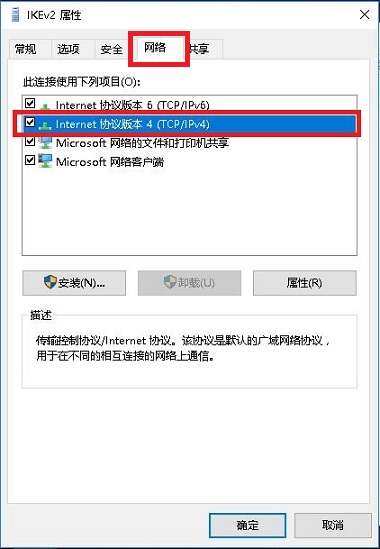 IKEv2 属性
常规 选项 安全 网络 共享
此连接使用下列项目(O):
Internet 协议版本 6 (TCP/IPv6)
Internet 协议版本 4 (TCP/IPv4)
Microsoft 网络的文件和打印机共享
Microsoft 网络客户端
安装(N)... 卸载(U) 属性(R)
描述
传输控制协议/Internet 协议。该协议是默认的广域网络协议，
用于在不同的相互连接的网络上通信。
确定 取消